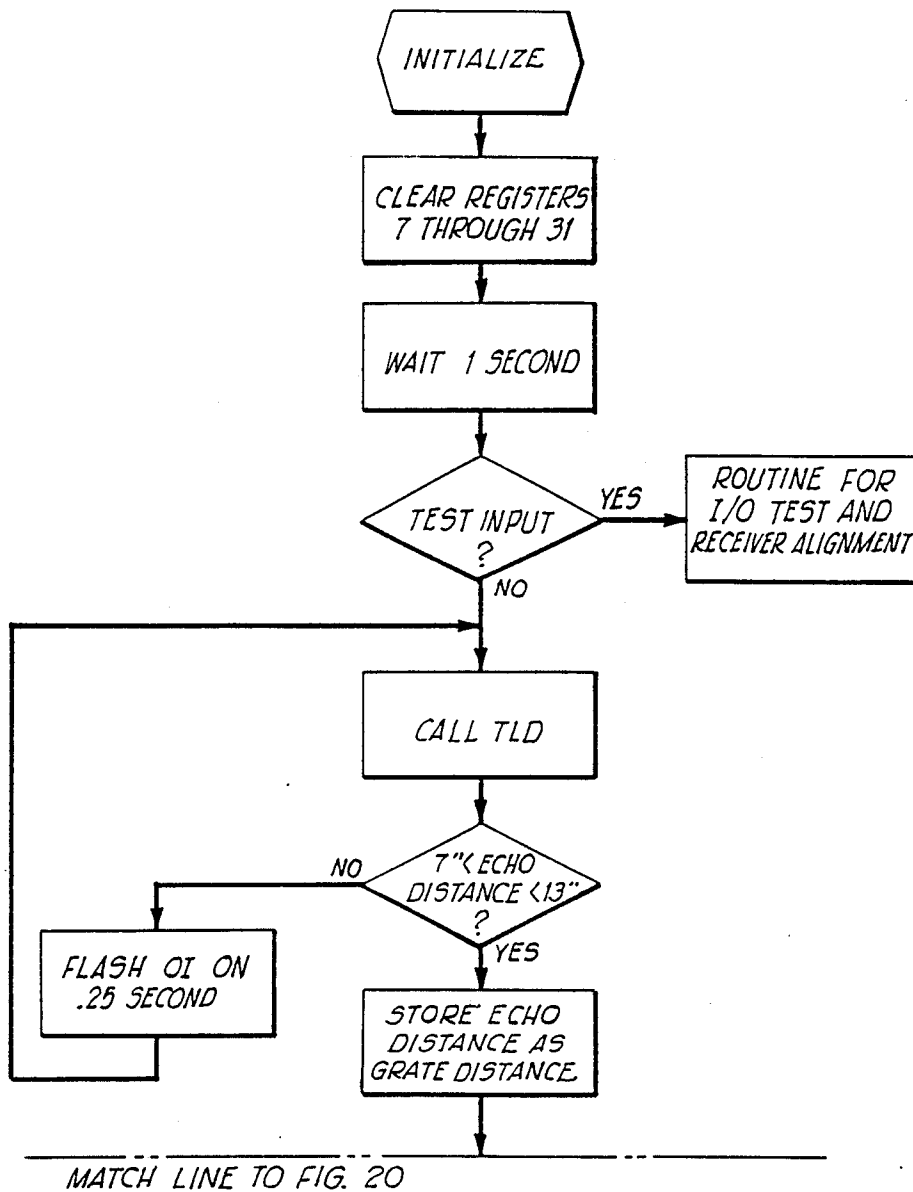 INITIALIZE
CLEAR REGISTERS
7 THROUGH 31
WAIT 1 SECOND
TEST INPUT
?
YES
ROUTINE FOR
I/O TEST AND
RECEIVER ALIGNMENT
NO
CALL TLD
7"<ECHO
DISTANCE <13"
?
NO
YES
FLASH OI ON
.25 SECOND
STORE ECHO
DISTANCE AS
GRATE DISTANCE
MATCH LINE TO FIG. 20